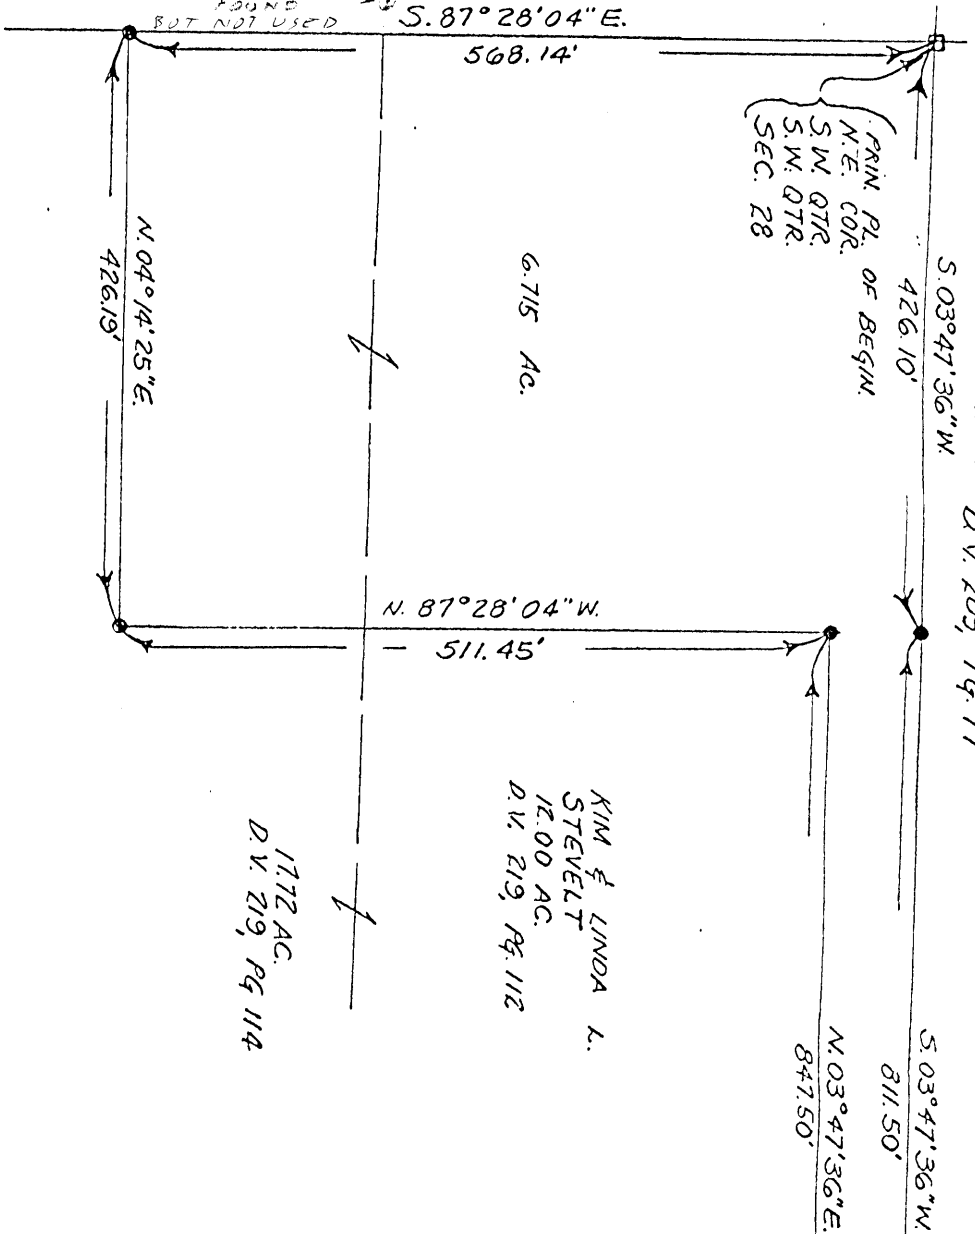 FOUND
BUT NOT USED
S. 87° 28' 04" E.
568.14'
PRIN. PL. OF BEGIN.
N.E. COR.
S.W. QTR.
S.W. QTR.
SEC. 28
S. 03° 47' 36" W.
426.10'
6.715 AC.
N. 04° 14' 25" E.
426.19'
N. 87° 28' 04" W.
511.45'
KIM & LINDA L.
STEVELT
12.00 AC.
D.V. 219, PG. 112
17.72 AC.
D.V. 219, PG 114
S. 03° 47' 36" W.
811.50'
N. 03° 47' 36" E.
847.50'